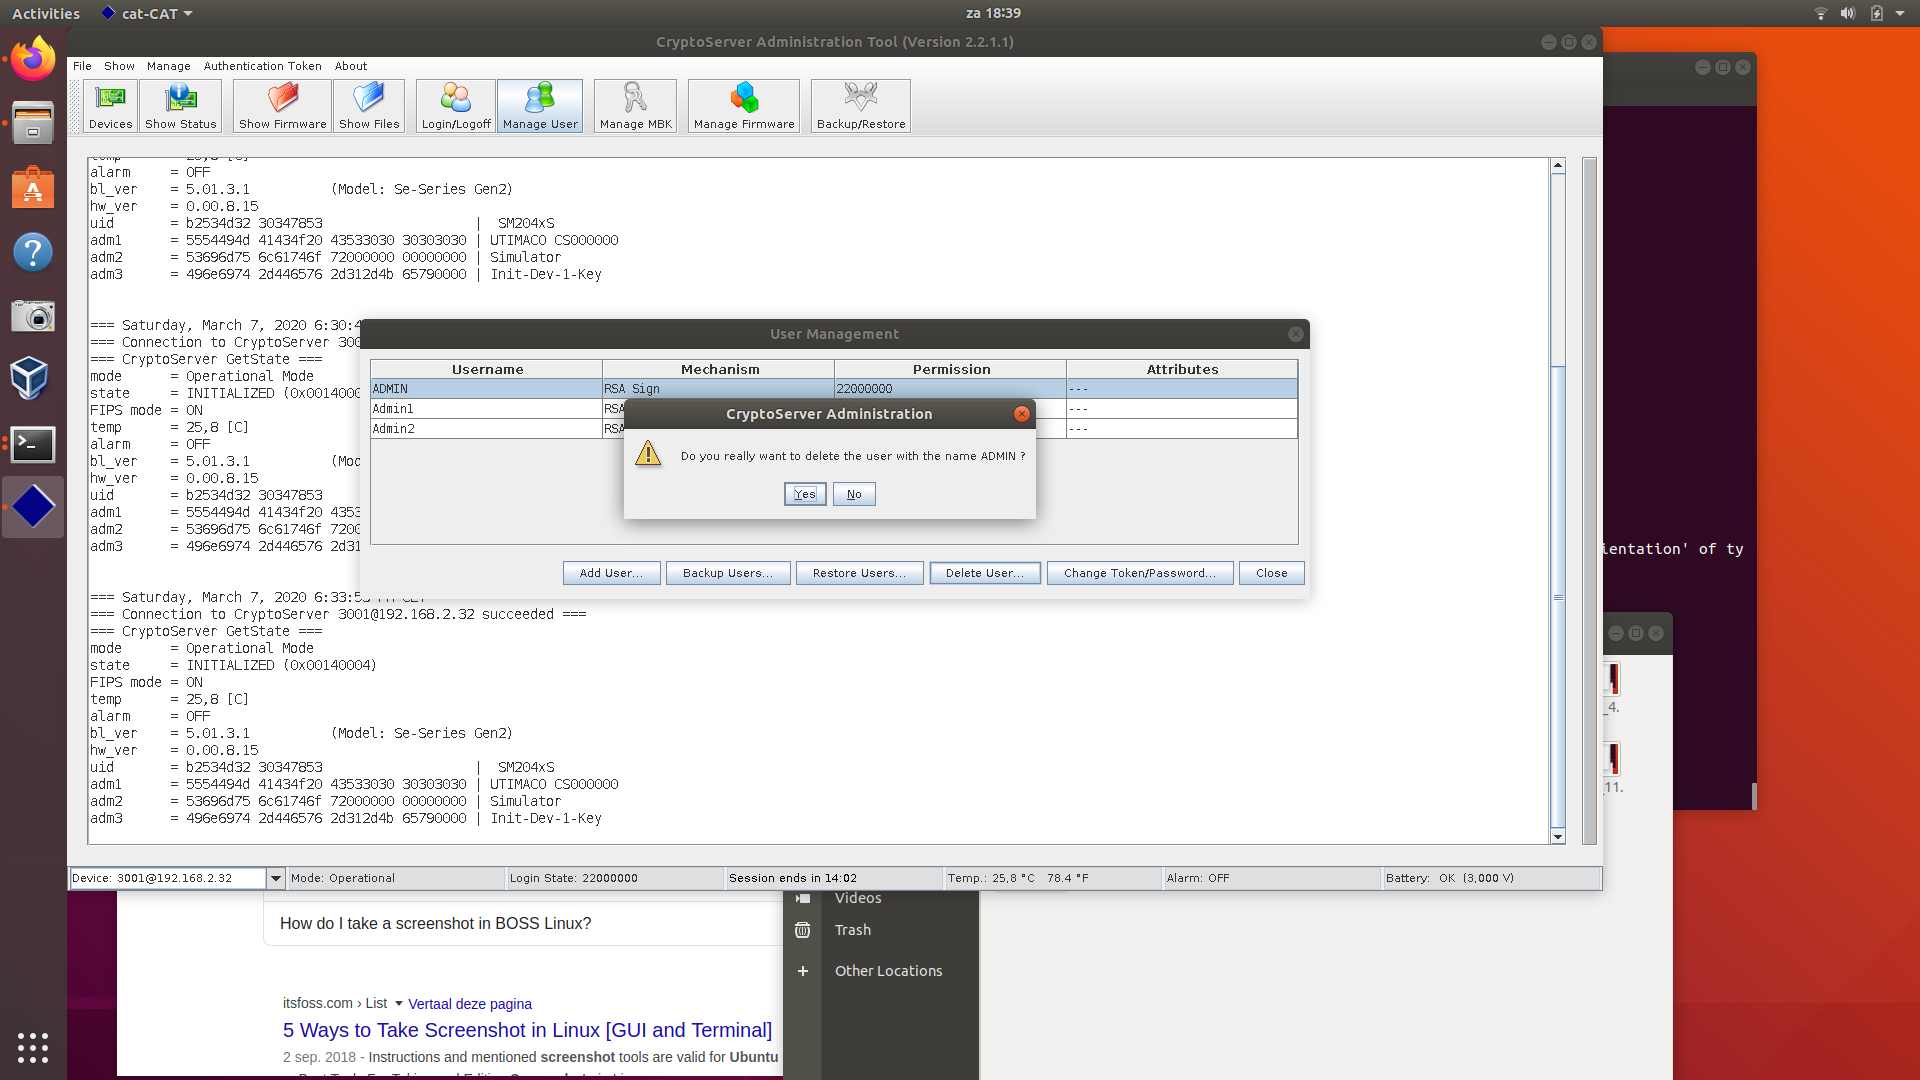 Activities
cat-CAT
za 18:39
CryptoServer Administration Tool (Version 2.2.1.1)
File Show Manage Authentication Token About
Devices
Show Status
Show Firmware
Show Files
Login/Logoff
Manage User
Manage MBK
Manage Firmware
Backup/Restore
temp = 25,8 [C]
alarm = OFF
bl_ver = 5.01.3.1 (Model: Se-Series Gen2)
hw_ver = 0.00.8.15
uid = b2534d32 30347853 | SM204xS
adm1 = 5554494d 41434f20 43533030 30303030 | UTIMACO CS000000
adm2 = 53696d75 6c61746f 72000000 00000000 | Simulator
adm3 = 496e6974 2d446576 2d312d4b 65790000 | Init-Dev-1-Key
=== Saturday, March 7, 2020 6:30:4
=== Connection to CryptoServer 300
=== CryptoServer GetState ===
mode = Operational Mode
state = INITIALIZED (0x0014000
FIPS mode = ON
temp = 25,8 [C]
alarm = OFF
bl_ver = 5.01.3.1 (Mo
hw_ver = 0.00.8.15
uid = b2534d32 30347853
adm1 = 5554494d 41434f20 4353
adm2 = 53696d75 6c61746f 7200
adm3 = 496e6974 2d446576 2d31
=== Saturday, March 7, 2020 6:33:5
=== Connection to CryptoServer 3001@192.168.2.32 succeeded ===
=== CryptoServer GetState ===
mode = Operational Mode
state = INITIALIZED (0x00140004)
FIPS mode = ON
temp = 25,8 [C]
alarm = OFF
bl_ver = 5.01.3.1 (Model: Se-Series Gen2)
hw_ver = 0.00.8.15
uid = b2534d32 30347853 | SM204xS
adm1 = 5554494d 41434f20 43533030 30303030 | UTIMACO CS000000
adm2 = 53696d75 6c61746f 72000000 00000000 | Simulator
adm3 = 496e6974 2d446576 2d312d4b 65790000 | Init-Dev-1-Key
User Management
Username Mechanism Permission Attributes
ADMIN RSA Sign 22000000 ---
Admin1 RSA ---
Admin2 RSA ---
CryptoServer Administration
Do you really want to delete the user with the name ADMIN ?
Yes No
Add User... Backup Users... Restore Users... Delete User... Change Token/Password... Close
Device: 3001@192.168.2.32
Mode: Operational
Login State: 22000000
Session ends in 14:02
Temp.: 25,8 °C 78.4 °F
Alarm: OFF
Battery: OK (3,000 V)
ientation' of ty
_4.
_11.
How do I take a screenshot in BOSS Linux?
itsfoss.com › List Vertaal deze pagina
5 Ways to Take Screenshot in Linux [GUI and Terminal]
2 sep. 2018 - Instructions and mentioned screenshot tools are valid for Ubuntu
Videos
Trash
Other Locations